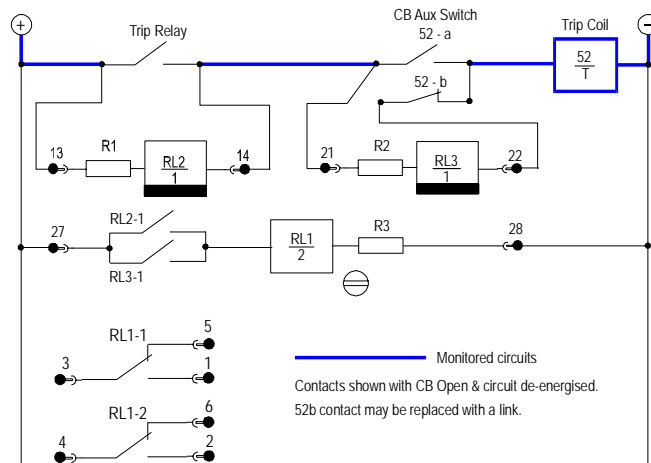 +
−
Trip Relay
CB Aux Switch
52 - a
Trip Coil
52
T
52 - b
13
R1
RL2
1
14
21
R2
RL3
1
22
RL2-1
27
RL3-1
RL1
2
R3
28
RL1-1
5
3
1
RL1-2
6
4
2
Monitored circuits
Contacts shown with CB Open & circuit de-energised.
52b contact may be replaced with a link.